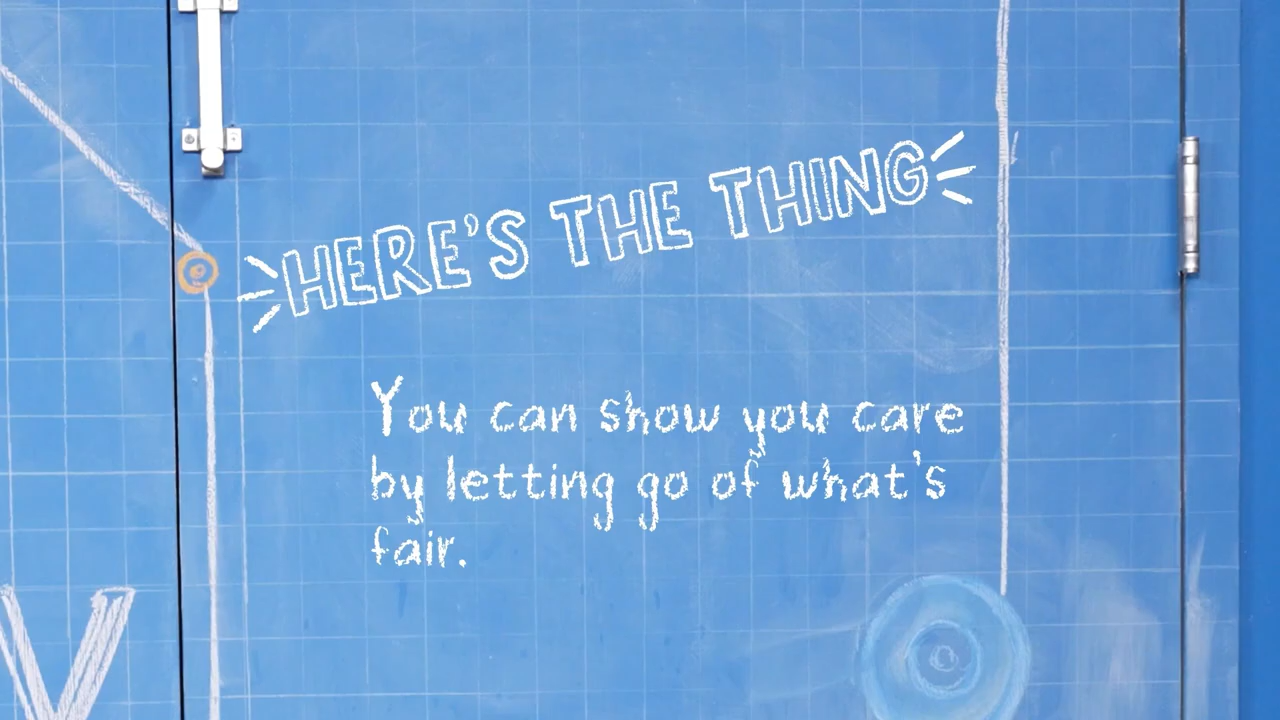 HERE'S THE THING
You can show you care
by letting go of what's
fair.
V